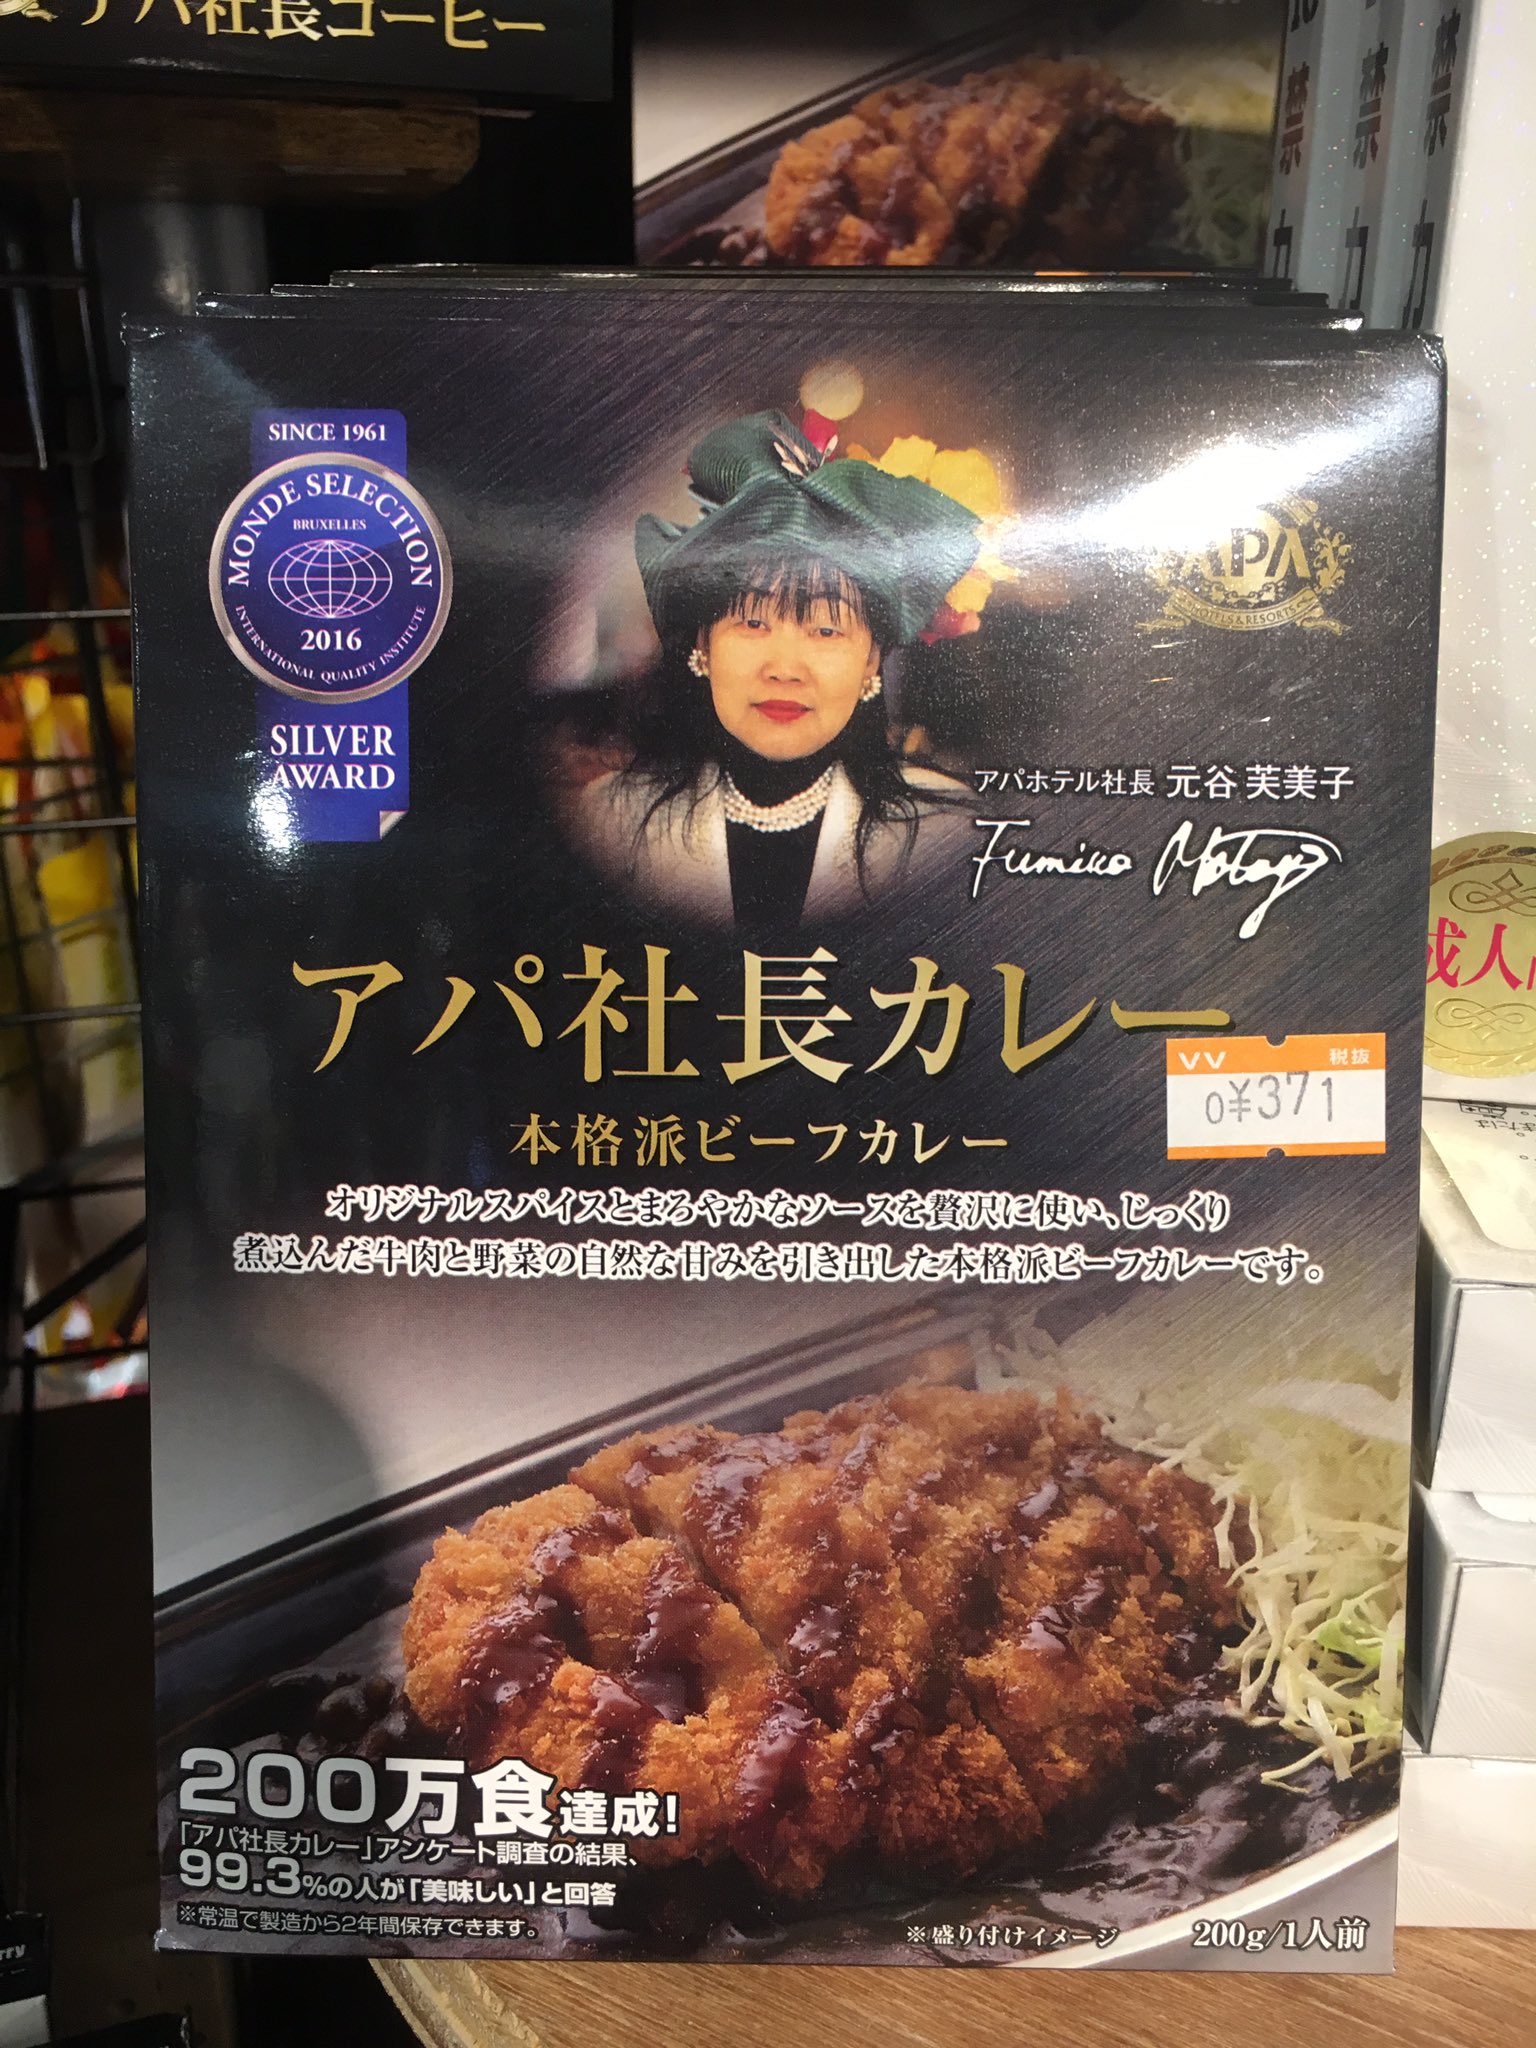 アパ社長コーヒー
SINCE 1961
MONDE SELECTION
BRUXELLES
2016
INTERNATIONAL QUALITY INSTITUTE
SILVER
AWARD
APA
HOTELS & RESORTS
アパホテル社長 元谷 芙美子
Fumiko Motoya
アパ社長カレー
VV 税抜
0¥371
本格派ビーフカレー
オリジナルスパイスとまろやかなソースを贅沢に使い、じっくり
煮込んだ牛肉と野菜の自然な甘みを引き出した本格派ビーフカレーです。
200万食達成!
「アパ社長カレー」アンケート調査の結果、
99.3%の人が「美味しい」と回答
※常温で製造から2年間保存できます。
※盛り付けイメージ
200g/1人前
成人